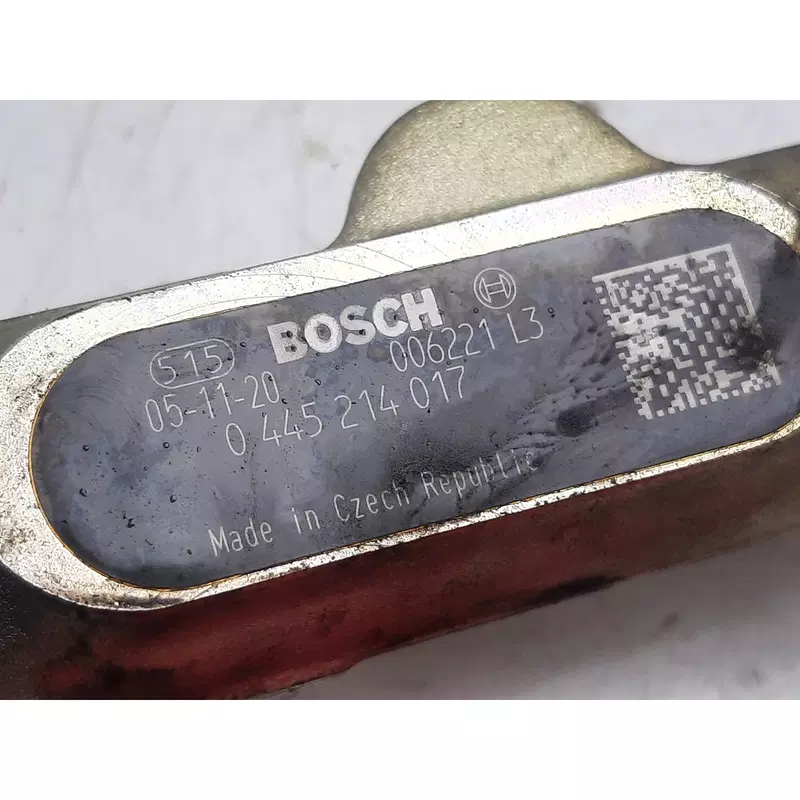 515 BOSCH
05-11-20 006221 L3
0 445 214 017
Made in Czech Republic